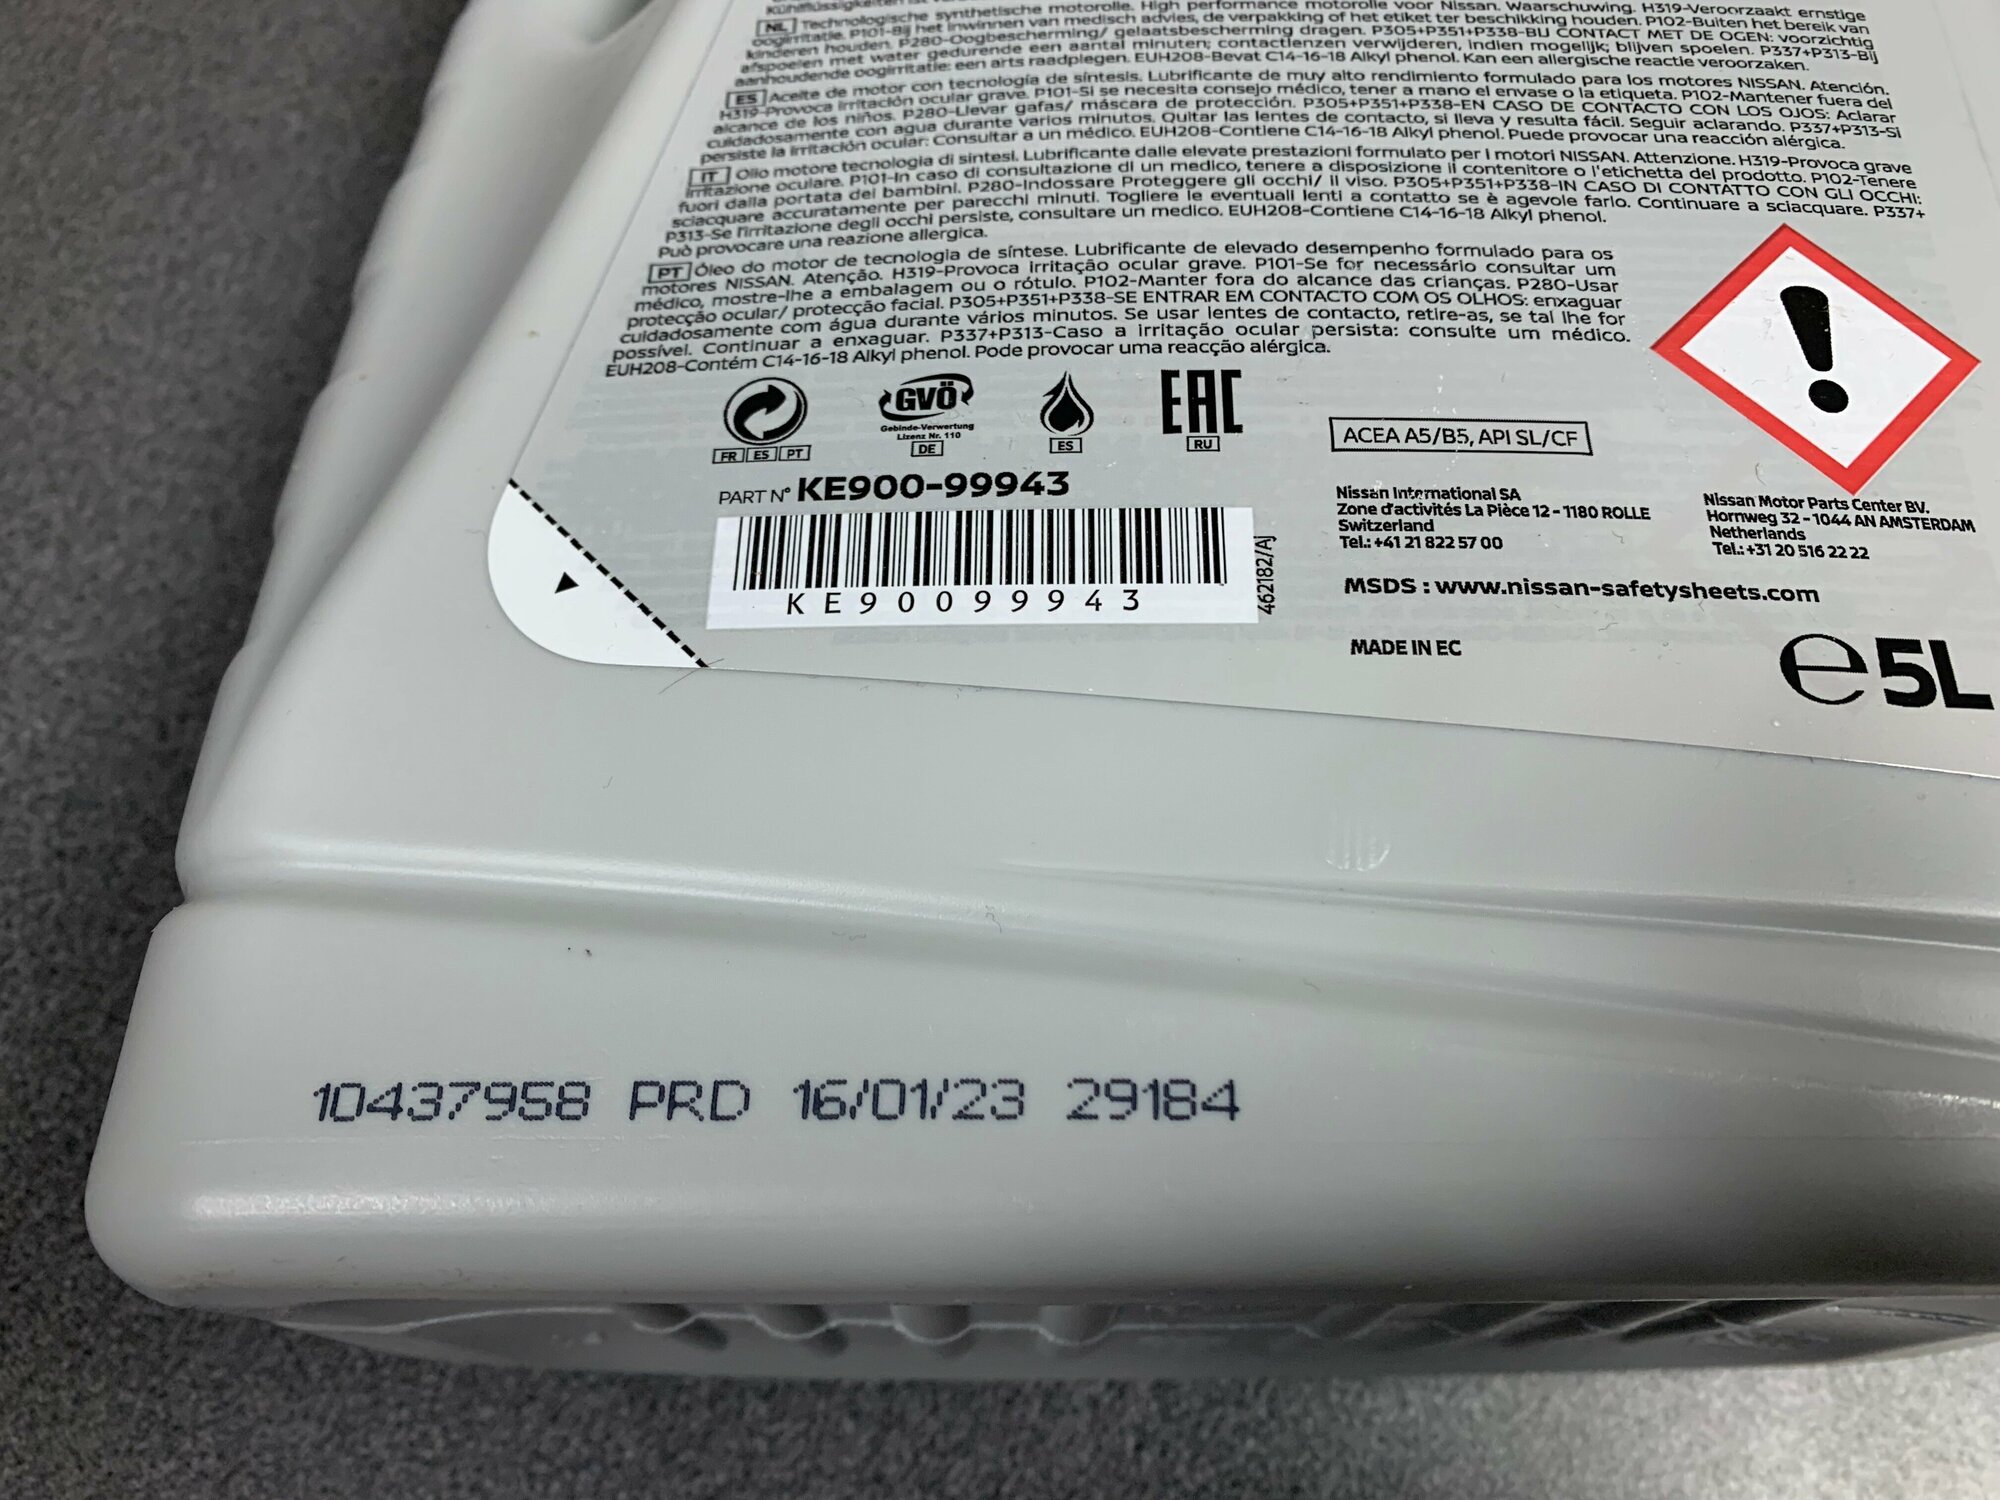 NL Technologische synthetische motorolie. High performance motorolie voor Nissan. Waarschuwing. H319-Veroorzaakt ernstige
oogirritatie. P101-Bij het inwinnen van medisch advies, de verpakking of het etiket ter beschikking houden. P102-Buiten het bereik van
kinderen houden. P280-Oogbescherming/ gelaatsbescherming dragen. P305+P351+P338-BIJ CONTACT MET DE OGEN: voorzichtig
afspoelen met water gedurende een aantal minuten; contactlenzen verwijderen, indien mogelijk; blijven spoelen. P337+P313-Bij
aanhoudende oogirritatie: een arts raadplegen. EUH208-Bevat C14-16-18 Alkyl phenol. Kan een allergische reactie veroorzaken.
ES Aceite de motor con tecnología de síntesis. Lubrificante de muy alto rendimiento formulado para los motores NISSAN. Atención.
H319-Provoca irritación ocular grave. P101-Si se necesita consejo médico, tener a mano el envase o la etiqueta. P102-Mantener fuera del
alcance de los niños. P280-Llevar gafas/ máscara de protección. P305+P351+P338-EN CASO DE CONTACTO CON LOS OJOS: Aclarar
cuidadosamente con agua durante varios minutos. Quitar las lentes de contacto, si lleva y resulta fácil. Seguir aclarando. P337+P313-Si
persiste la irritación ocular: Consultar a un médico. EUH208-Contiene C14-16-18 Alkyl phenol. Puede provocar una reacción alérgica.
IT Olio motore tecnologia di sintesi. Lubrificante dalle elevate prestazioni formulato per i motori NISSAN. Attenzione. H319-Provoca grave
irritazione oculare. P101-In caso di consultazione di un medico, tenere a disposizione il contenitore o l'etichetta del prodotto. P102-Tenere
fuori dalla portata dei bambini. P280-Indossare Proteggere gli occhi/ il viso. P305+P351+P338-IN CASO DI CONTATTO CON GLI OCCHI:
sciacquare accuratamente per parecchi minuti. Togliere le eventuali lenti a contatto se è agevole farlo. Continuare a sciacquare. P337+
P313-Se l'irritazione degli occhi persiste, consultare un medico. EUH208-Contiene C14-16-18 Alkyl phenol.
Può provocare una reazione allergica.
PT Óleo do motor de tecnologia de síntese. Lubrificante de elevado desempenho formulado para os
motores NISSAN. Atenção. H319-Provoca irritação ocular grave. P101-Se for necessário consultar um
médico, mostre-lhe a embalagem ou o rótulo. P102-Manter fora do alcance das crianças. P280-Usar
protecção ocular/ protecção facial. P305+P351+P338-SE ENTRAR EM CONTACTO COM OS OLHOS: enxaguar
cuidadosamente com água durante vários minutos. Se usar lentes de contacto, retire-as, se tal lhe for
possível. Continuar a enxaguar. P337+P313-Caso a irritação ocular persista: consulte um médico.
EUH208-Contém C14-16-18 Alkyl phenol. Pode provocar uma reacção alérgica.
GVÖ
Gebinde-Verwertung
Lizenz Nr. 110
EAC
FR ES PT
DE
ES
RU
ACEA A5/B5, API SL/CF
PART N° KE900-99943
KE90099943
462182/AJ
Nissan International SA
Zone d'activités La Pièce 12 - 1180 ROLLE
Switzerland
Tel.: +41 21 822 57 00
Nissan Motor Parts Center BV.
Hornweg 32 - 1044 AN AMSTERDAM
Netherlands
Tel.: +31 20 516 22 22
MSDS : www.nissan-safetysheets.com
MADE IN EC
e 5L
10437958 PRD 16/01/23 29184